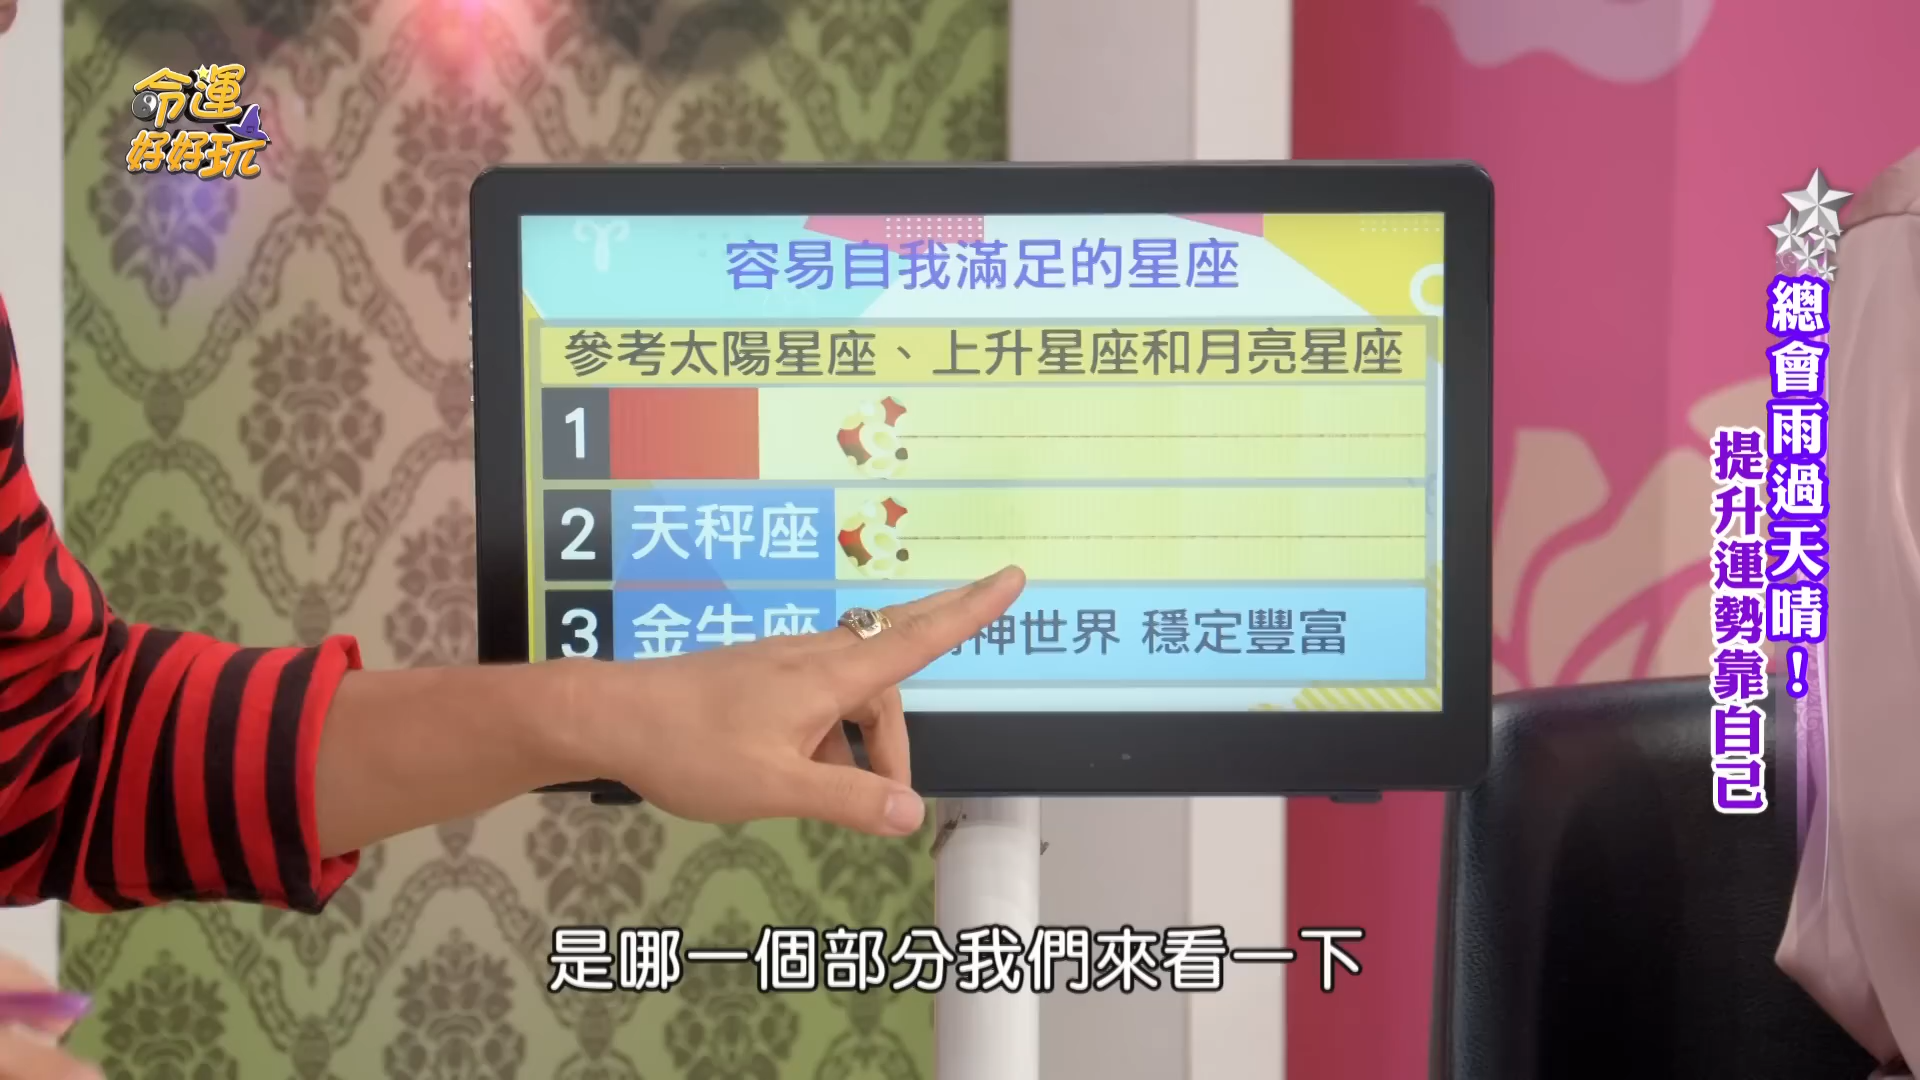 命運
好好玩
容易自我滿足的星座
參考太陽星座、上升星座和月亮星座
1
2 天秤座
3 金牛座 神世界 穩定豐富
總會雨過天晴！
提升運勢靠自己
是哪一個部分我們來看一下